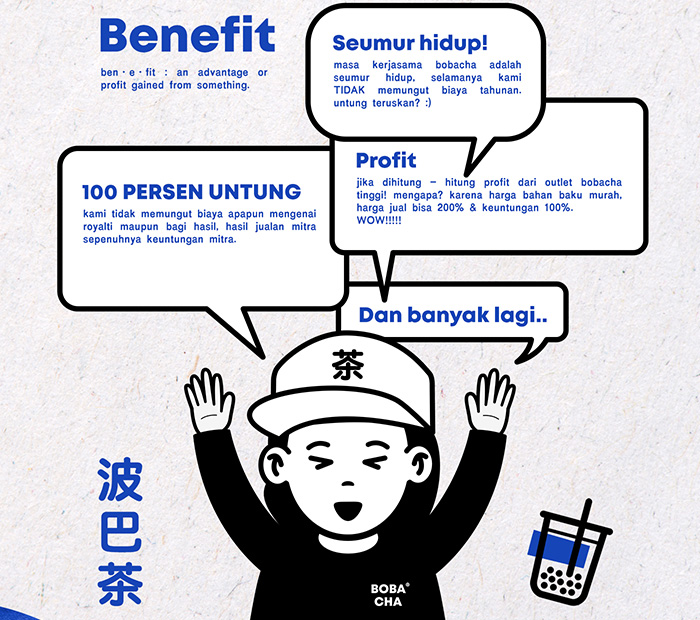 Benefit
ben · e · fit : an advantage or
profit gained from something.
Seumur hidup!
masa kerjasama bobacha adalah
seumur hidup, selamanya kami
TIDAK memungut biaya tahunan.
untung teruskan? :)
Profit
jika dihitung – hitung profit dari outlet bobacha
tinggi! mengapa? karena harga bahan baku murah,
harga jual bisa 200% & keuntungan 100%.
WOW!!!!!
100 PERSEN UNTUNG
kami tidak memungut biaya apapun mengenai
royalti maupun bagi hasil, hasil jualan mitra
sepenuhnya keuntungan mitra.
Dan banyak lagi..
茶
波
巴
茶
BOBA®
CHA